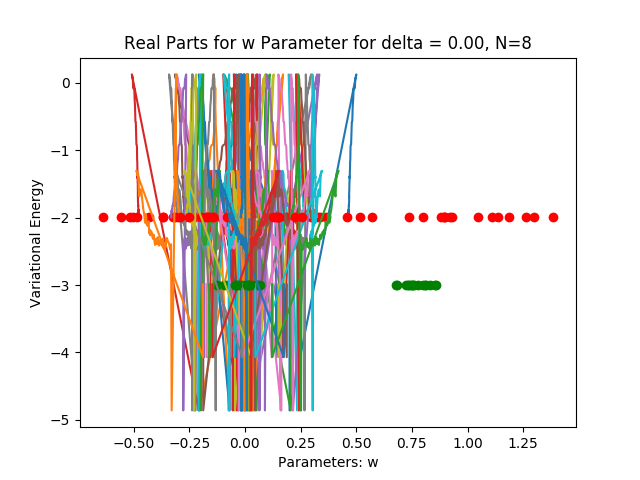 Real Parts for w Parameter for delta = 0.00, N=8
Variational Energy
0
−1
−2
−3
−4
−5
−0.50 −0.25 0.00 0.25 0.50 0.75 1.00 1.25
Parameters: w